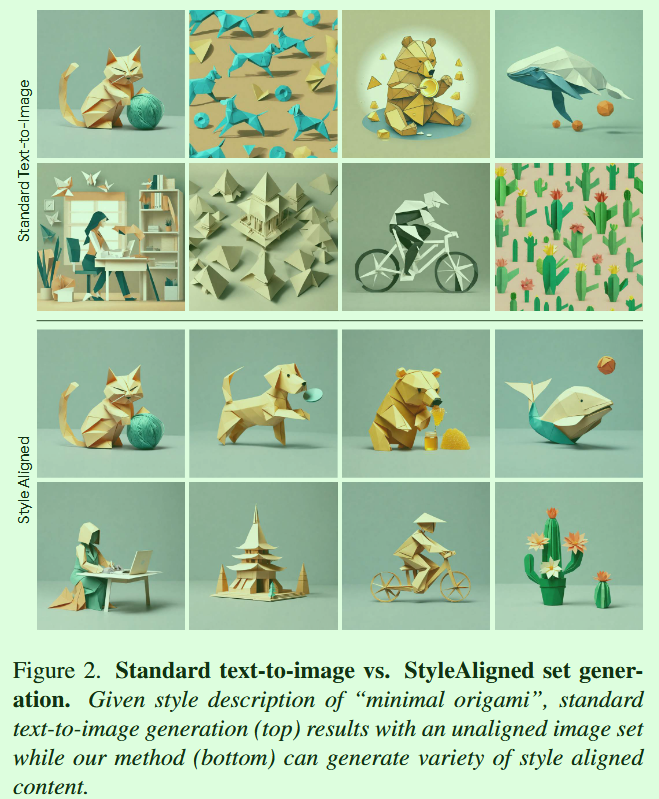 Standard Text-to-Image
Style Aligned
Figure 2. Standard text-to-image vs. StyleAligned set gener-
ation. Given style description of “minimal origami”, standard
text-to-image generation (top) results with an unaligned image set
while our method (bottom) can generate variety of style aligned
content.